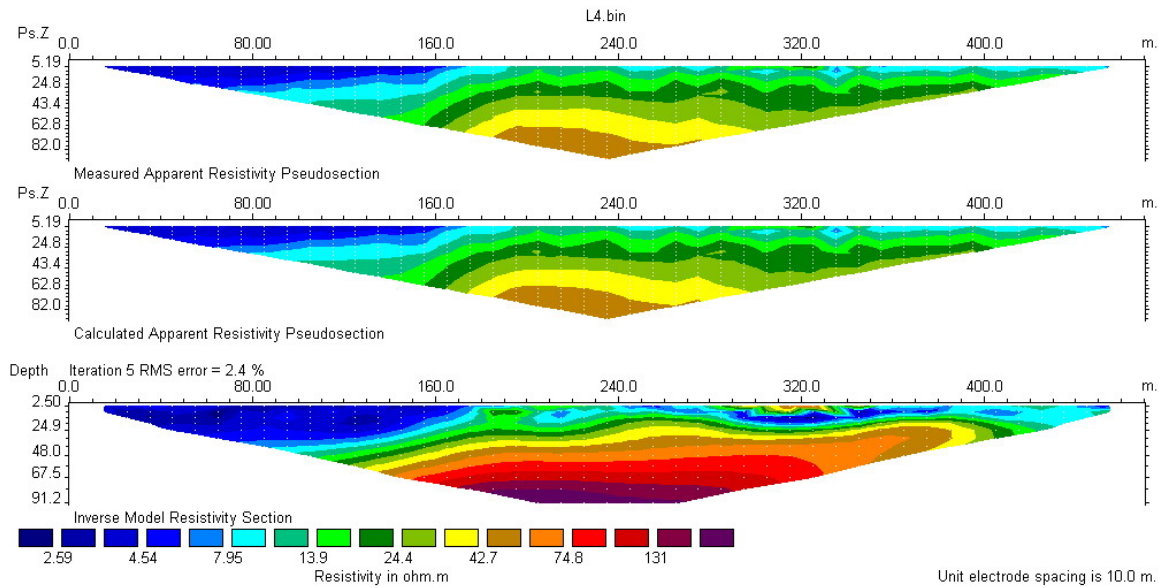 L4.bin
Ps.Z
0.0 80.00 160.0 240.0 320.0 400.0 m.
5.19
24.8
43.4
62.8
82.0
Measured Apparent Resistivity Pseudosection
Ps.Z
0.0 80.00 160.0 240.0 320.0 400.0 m.
5.19
24.8
43.4
62.8
82.0
Calculated Apparent Resistivity Pseudosection
Depth Iteration 5 RMS error = 2.4 %
0.0 80.00 160.0 240.0 320.0 400.0 m.
2.50
24.9
48.0
67.5
91.2
Inverse Model Resistivity Section
2.59 4.54 7.95 13.9 24.4 42.7 74.8 131
Resistivity in ohm.m
Unit electrode spacing is 10.0 m.